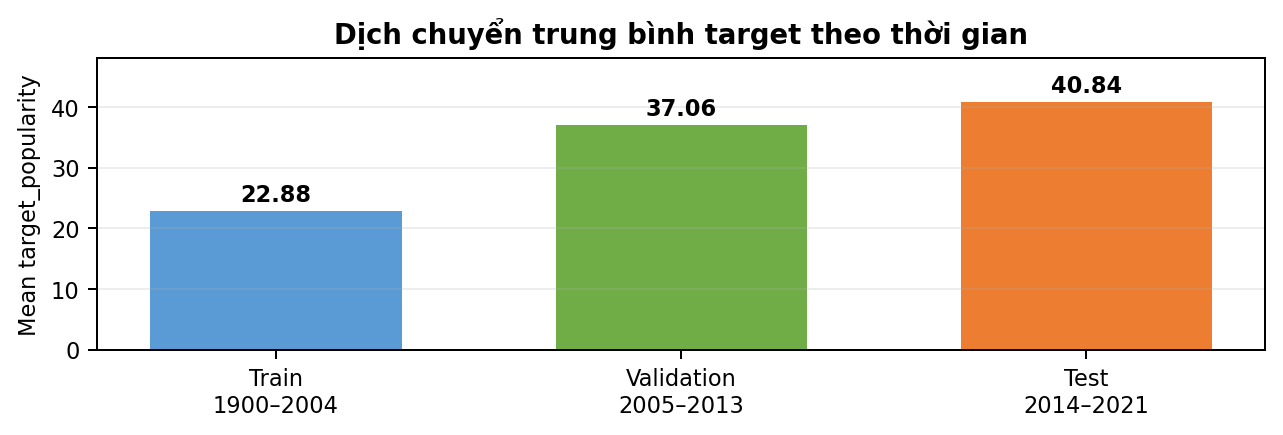 Dịch chuyển trung bình target theo thời gian
Mean target_popularity
40
30
20
10
0
22.88
37.06
40.84
Train
1900–2004
Validation
2005–2013
Test
2014–2021